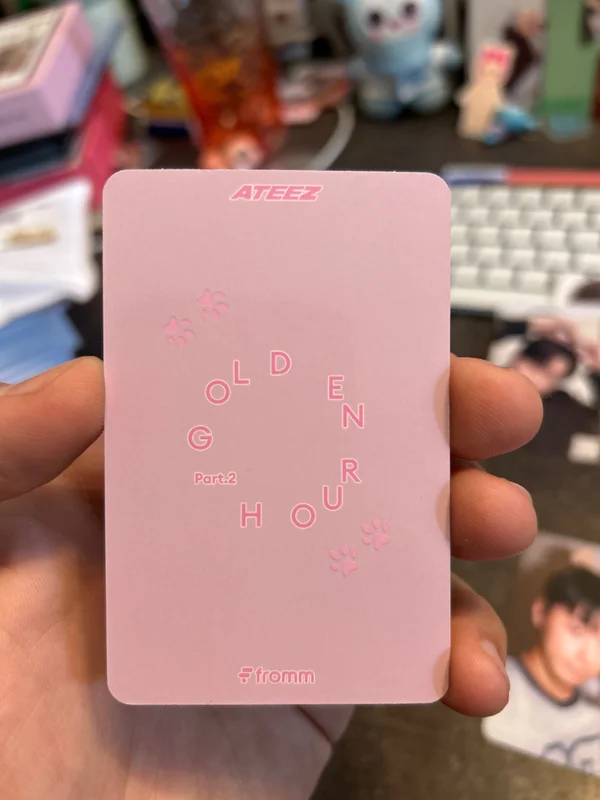 ATEEZ
GOLDEN
Part.2
HOUR
fromm